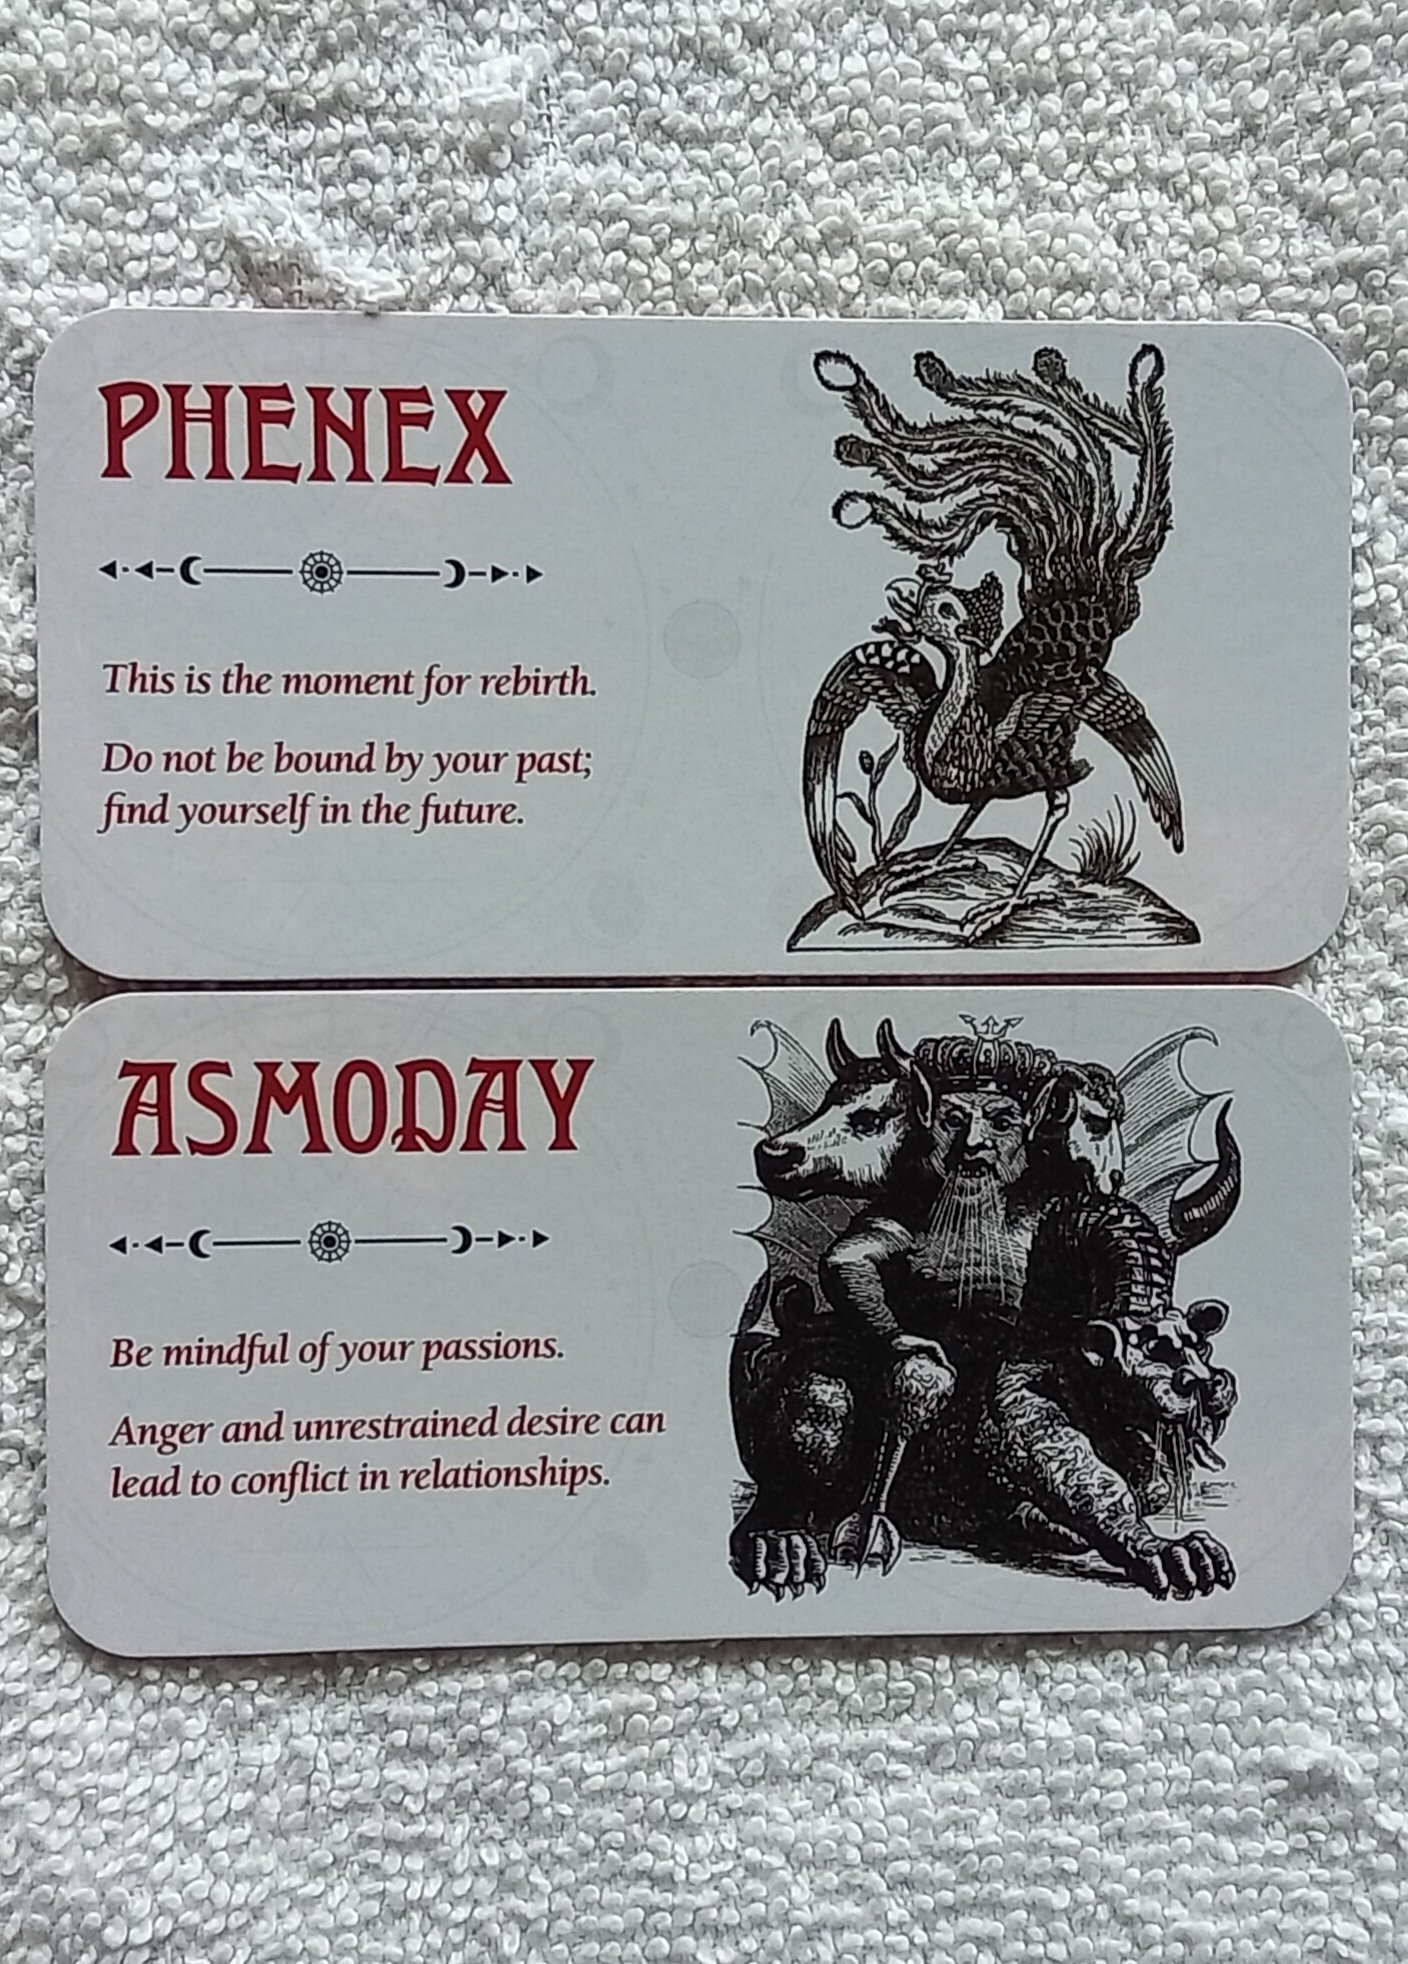 PHENEX
This is the moment for rebirth.
Do not be bound by your past;
find yourself in the future.
ASMODAY
Be mindful of your passions.
Anger and unrestrained desire can
lead to conflict in relationships.